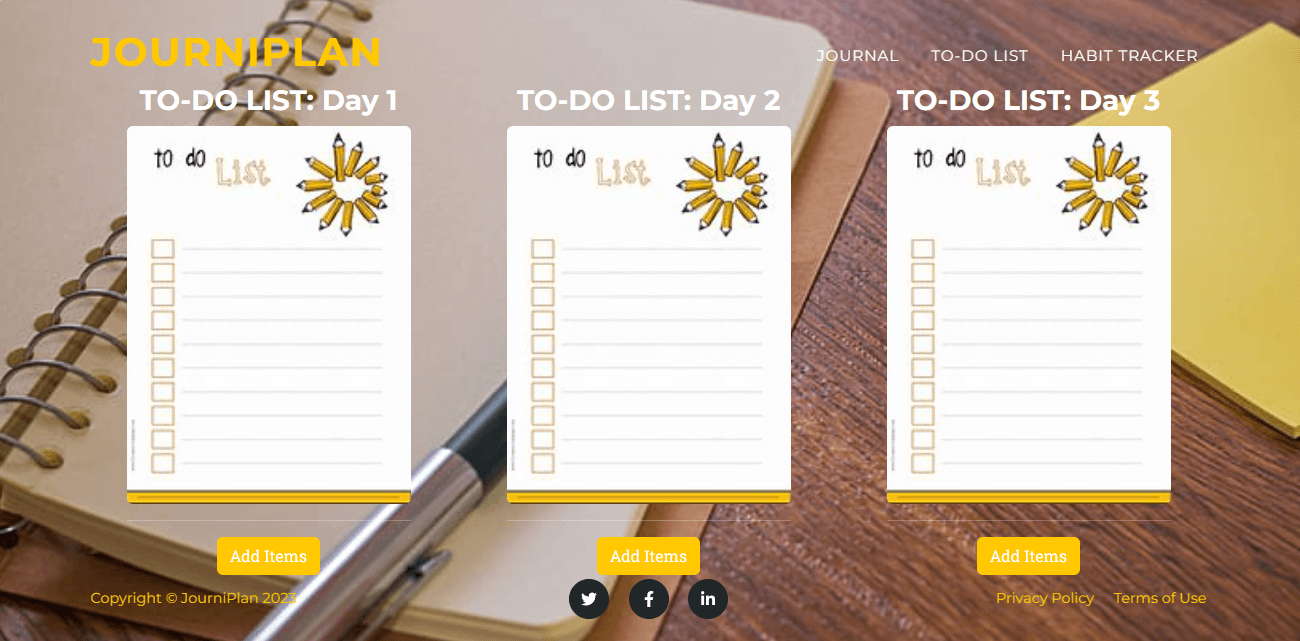 JOURNIPLAN
JOURNAL TO-DO LIST HABIT TRACKER
TO-DO LIST: Day 1 TO-DO LIST: Day 2 TO-DO LIST: Day 3
to do List to do List to do List
Add Items Add Items Add Items
Copyright © JourniPlan 2023 Privacy Policy Terms of Use